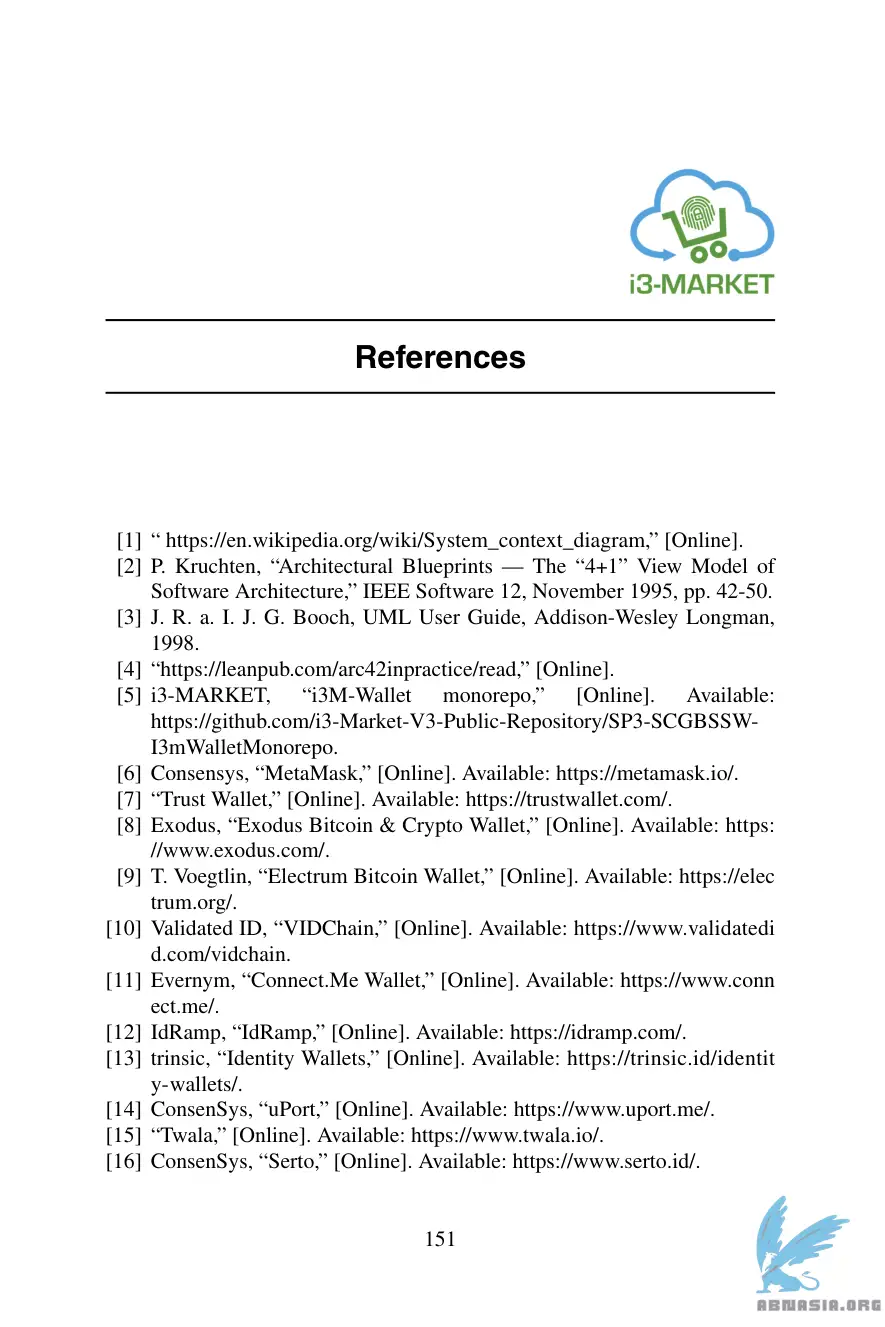 i3-MARKET
References
[1] “ https://en.wikipedia.org/wiki/System_context_diagram,” [Online].
[2] P. Kruchten, “Architectural Blueprints — The “4+1” View Model of
Software Architecture,” IEEE Software 12, November 1995, pp. 42-50.
[3] J. R. a. I. J. G. Booch, UML User Guide, Addison-Wesley Longman,
1998.
[4] “https://leanpub.com/arc42inpractice/read,” [Online].
[5] i3-MARKET, “i3M-Wallet monorepo,” [Online]. Available:
https://github.com/i3-Market-V3-Public-Repository/SP3-SCGBSSW-
I3mWalletMonorepo.
[6] Consensys, “MetaMask,” [Online]. Available: https://metamask.io/.
[7] “Trust Wallet,” [Online]. Available: https://trustwallet.com/.
[8] Exodus, “Exodus Bitcoin & Crypto Wallet,” [Online]. Available: https:
//www.exodus.com/.
[9] T. Voegtlin, “Electrum Bitcoin Wallet,” [Online]. Available: https://elec
trum.org/.
[10] Validated ID, “VIDChain,” [Online]. Available: https://www.validatedi
d.com/vidchain.
[11] Evernym, “Connect.Me Wallet,” [Online]. Available: https://www.conn
ect.me/.
[12] IdRamp, “IdRamp,” [Online]. Available: https://idramp.com/.
[13] trinsic, “Identity Wallets,” [Online]. Available: https://trinsic.id/identit
y-wallets/.
[14] ConsenSys, “uPort,” [Online]. Available: https://www.uport.me/.
[15] “Twala,” [Online]. Available: https://www.twala.io/.
[16] ConsenSys, “Serto,” [Online]. Available: https://www.serto.id/.
151
ABNASIA.ORG